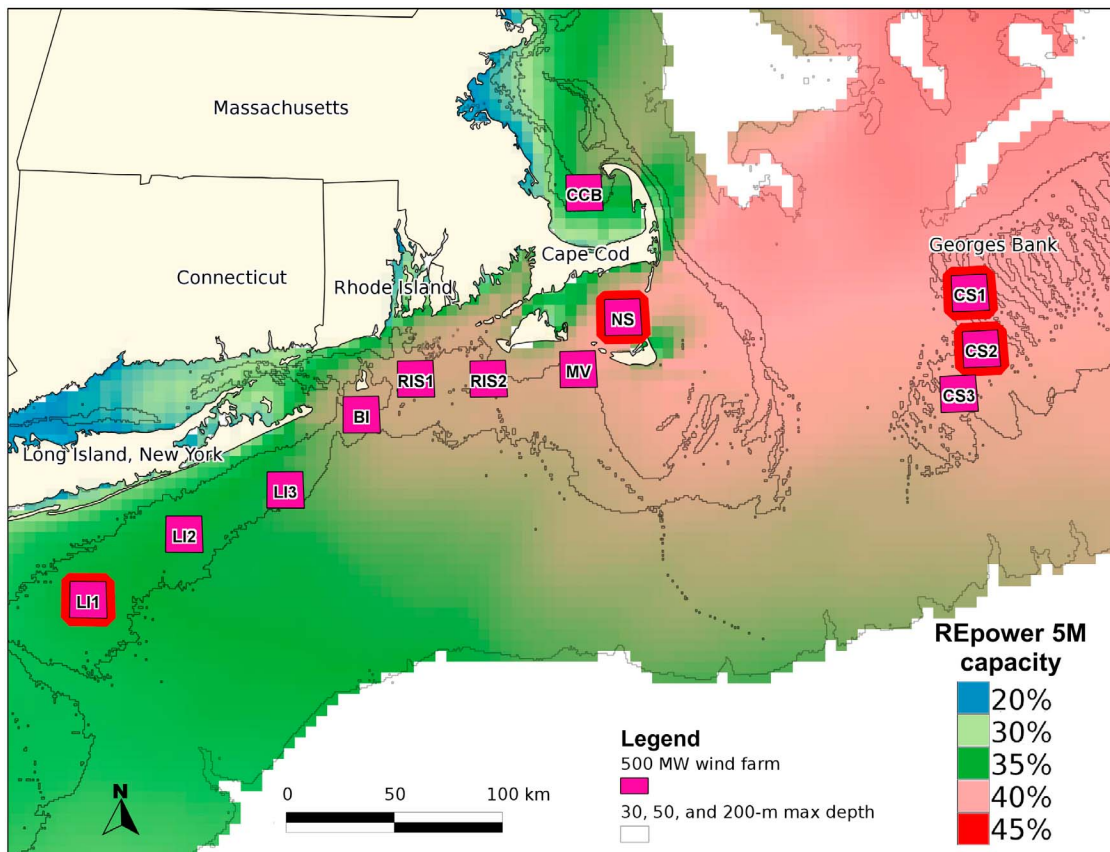 Massachusetts
CCB
Cape Cod
Georges Bank
Connecticut
Rhode Island
CS1
NS
CS2
MV
RIS1
RIS2
CS3
BI
Long Island, New York
LI3
LI2
LI1
REpower 5M
capacity
20%
30%
35%
40%
45%
Legend
500 MW wind farm
30, 50, and 200-m max depth
N
0
50
100 km